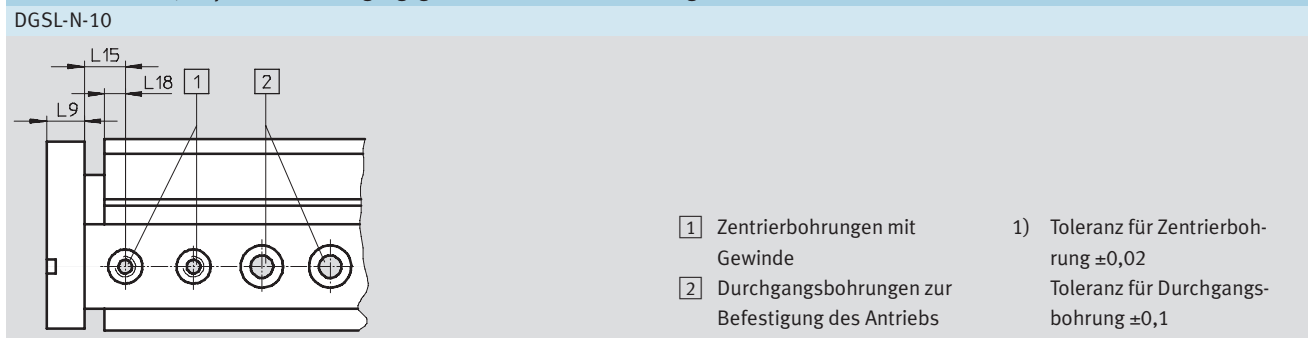 DGSL-N-10
L15
L18 1 2
L9
1 Zentrierbohrungen mit
Gewinde
2 Durchgangsbohrungen zur
Befestigung des Antriebs
1) Toleranz für Zentrierboh-
rung ±0,02
Toleranz für Durchgangs-
bohrung ±0,1